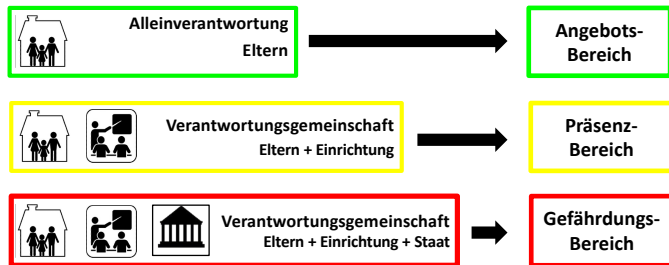 Alleinverantwortung
Eltern
Angebots-
Bereich
Verantwortungsgemeinschaft
Eltern + Einrichtung
Präsenz-
Bereich
Verantwortungsgemeinschaft
Eltern + Einrichtung + Staat
Gefährdungs-
Bereich